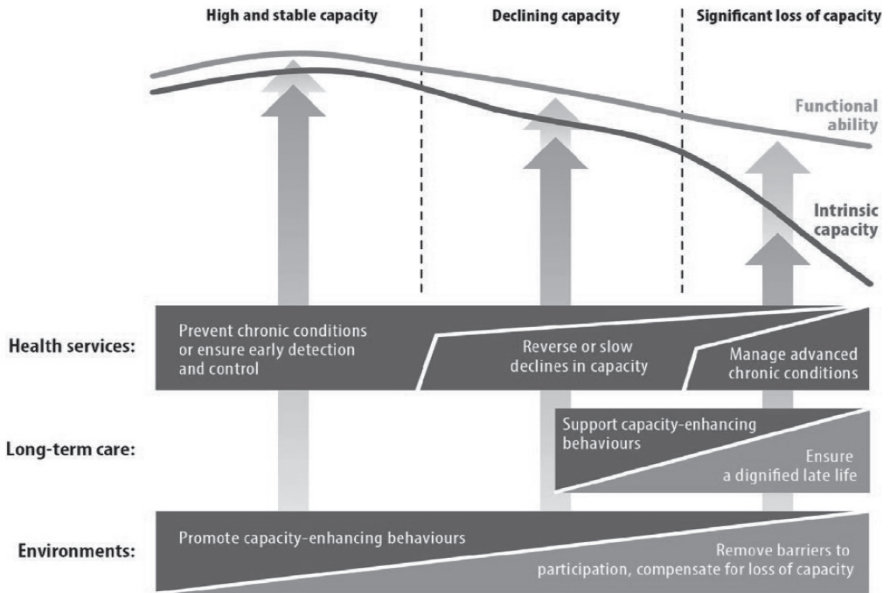 High and stable capacity
Declining capacity
Significant loss of capacity
Functional
ability
Intrinsic
capacity
Health services:
Prevent chronic conditions
or ensure early detection
and control
Reverse or slow
declines in capacity
Manage advanced
chronic conditions
Long-term care:
Support capacity-enhancing
behaviours
Ensure
a dignified late life
Environments:
Promote capacity-enhancing behaviours
Remove barriers to
participation, compensate for loss of capacity